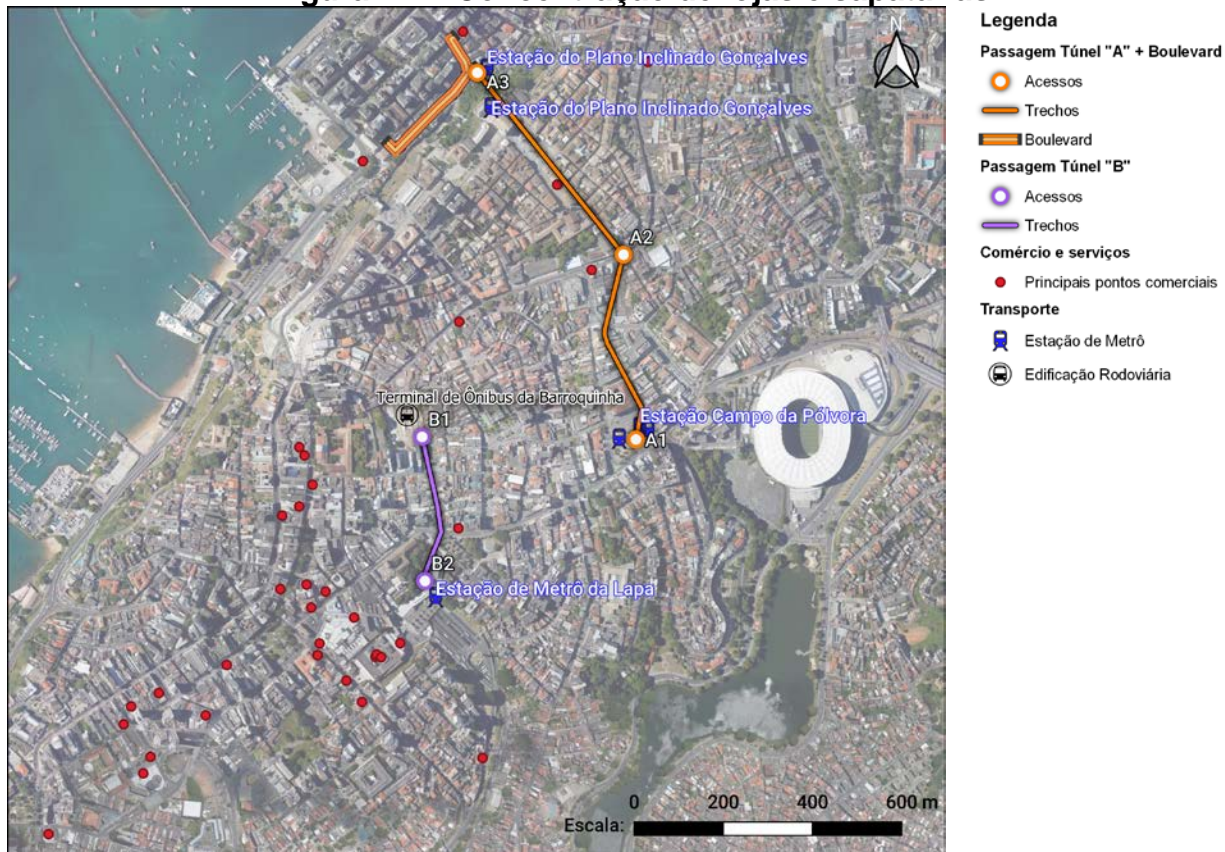 N
Estação do Plano Inclinado Gonçalves
A3
Estação do Plano Inclinado Gonçalves
A2
Terminal de Ônibus da Barroquinha
B1
Estação Campo da Pólvora
A1
B2
Estação de Metrô da Lapa
0 200 400 600 m
Escala:
Legenda
Passagem Túnel "A" + Boulevard
Acessos
Trechos
Boulevard
Passagem Túnel "B"
Acessos
Trechos
Comércio e serviços
Principais pontos comerciais
Transporte
Estação de Metrô
Edificação Rodoviária